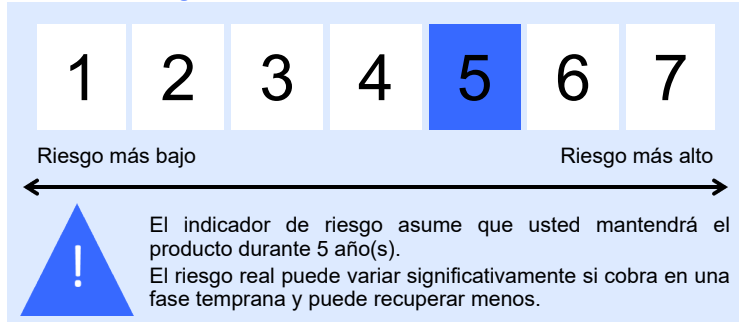 1 2 3 4 5 6 7
Riesgo más bajo Riesgo más alto
!
El indicador de riesgo asume que usted mantendrá el
producto durante 5 año(s).
El riesgo real puede variar significativamente si cobra en una
fase temprana y puede recuperar menos.